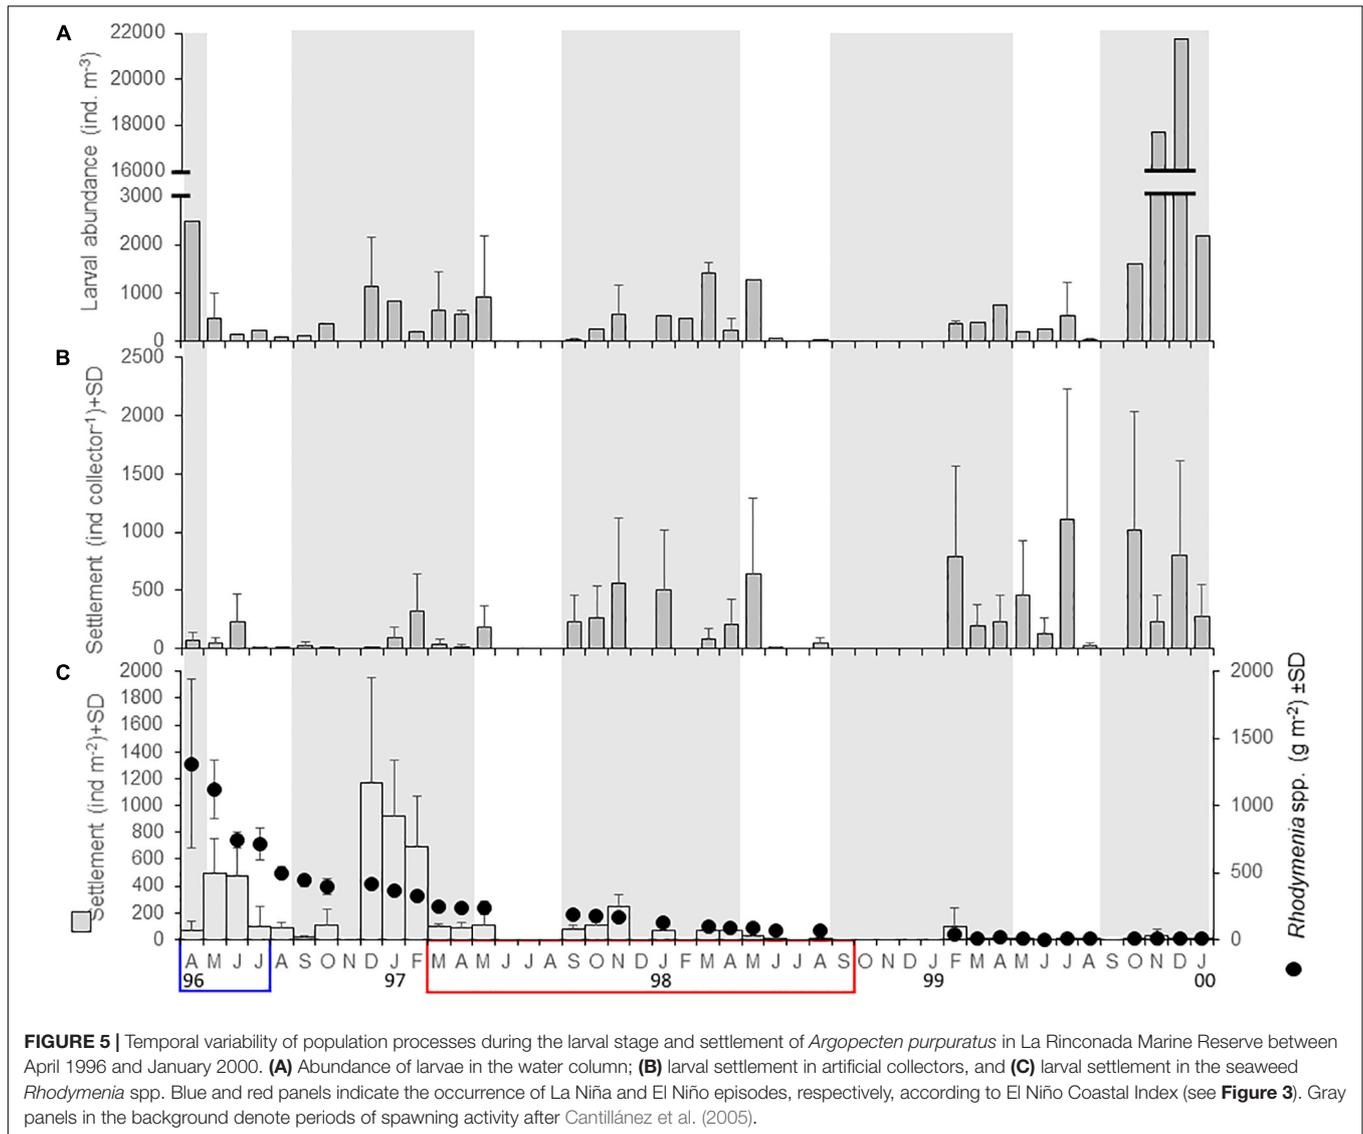 A
22000
20000
18000
16000
3000
2000
1000
0
Larval abundance (ind. m-3)
B
2500
2000
1500
1000
500
0
Settlement (ind collector-1)+SD
C
2000
1800
1600
1400
1200
1000
800
600
400
200
0
Settlement (ind m-2)+SD
2000
1500
1000
500
0
Rhodymenia spp. (g m-2) ±SD
A M J J A S O N D J F M A M J J A S O N D J F M A M J J A S O N D J F M A M J J A S O N D J
96 97 98 99 00
FIGURE 5 | Temporal variability of population processes during the larval stage and settlement of Argopecten purpuratus in La Rinconada Marine Reserve between
April 1996 and January 2000. (A) Abundance of larvae in the water column; (B) larval settlement in artificial collectors, and (C) larval settlement in the seaweed
Rhodymenia spp. Blue and red panels indicate the occurrence of La Niña and El Niño episodes, respectively, according to El Niño Coastal Index (see Figure 3). Gray
panels in the background denote periods of spawning activity after Cantillánez et al. (2005).